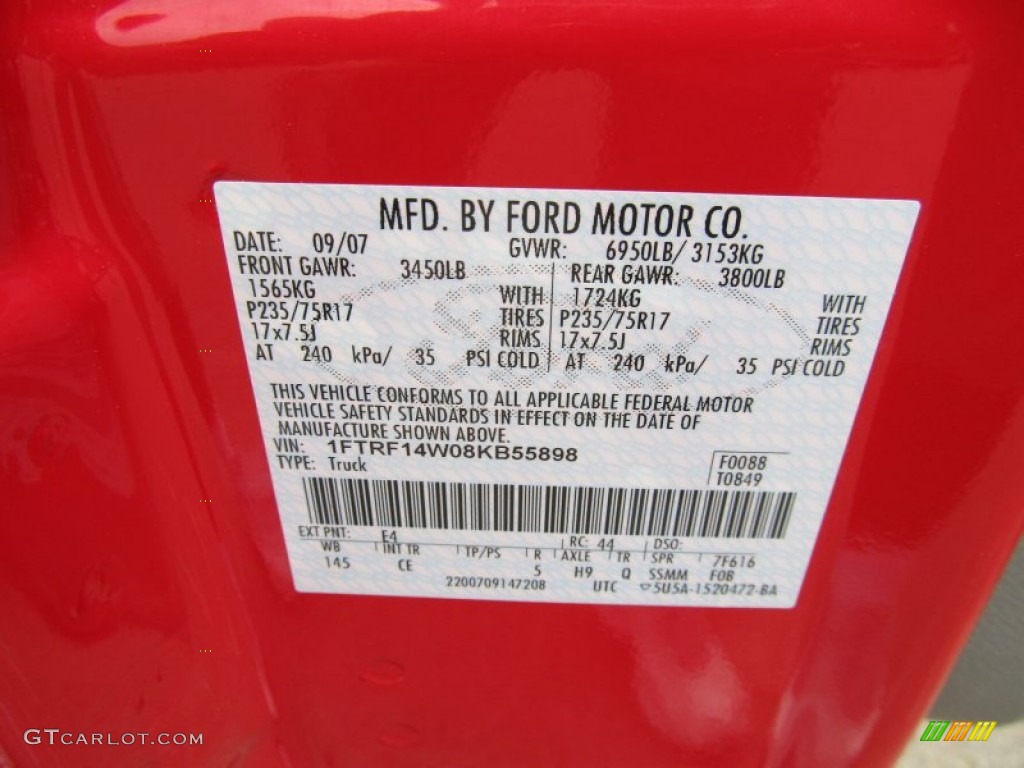 MFD. BY FORD MOTOR CO.
DATE: 09/07 GVWR: 6950LB/ 3153KG
FRONT GAWR: 3450LB REAR GAWR: 3800LB
1565KG WITH 1724KG WITH
P235/75R17 TIRES P235/75R17 TIRES
17x7.5J RIMS 17x7.5J RIMS
AT 240 kPa/ 35 PSI COLD AT 240 kPa/ 35 PSI COLD
THIS VEHICLE CONFORMS TO ALL APPLICABLE FEDERAL MOTOR
VEHICLE SAFETY STANDARDS IN EFFECT ON THE DATE OF
MANUFACTURE SHOWN ABOVE.
VIN: 1FTRF14W08KB55898
TYPE: Truck
F0088
T0849
EXT PNT: E4 RC: 44 DSO:
WB INT TR TP/PS R AXLE TR SPR 7F616
145 CE 5 H9 Q SSMM F0B
2200709147208 UTC 5U5A-1520472-BA
GTCARLOT.COM